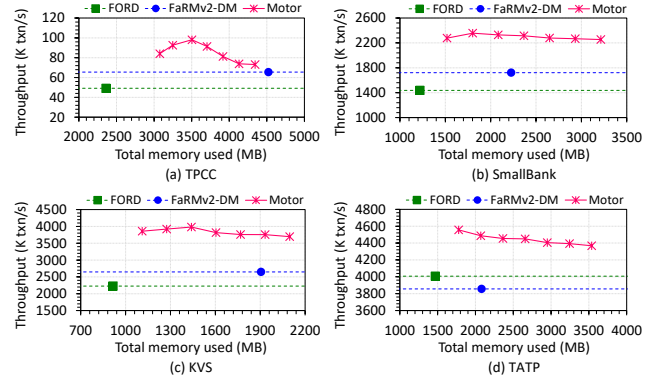 FORD FaRMv2-DM Motor
Throughput (K txn/s)
120
100
80
60
40
20
2000 2500 3000 3500 4000 4500 5000
Total memory used (MB)
(a) TPCC
FORD FaRMv2-DM Motor
Throughput (K txn/s)
2600
2200
1800
1400
1000
1000 1500 2000 2500 3000 3500
Total memory used (MB)
(b) SmallBank
FORD FaRMv2-DM Motor
Throughput (K txn/s)
4500
4000
3500
3000
2500
2000
1500
700 1000 1300 1600 1900 2200
Total memory used (MB)
(c) KVS
FORD FaRMv2-DM Motor
Throughput (K txn/s)
4800
4600
4400
4200
4000
3800
3600
1000 1500 2000 2500 3000 3500 4000
Total memory used (MB)
(d) TATP